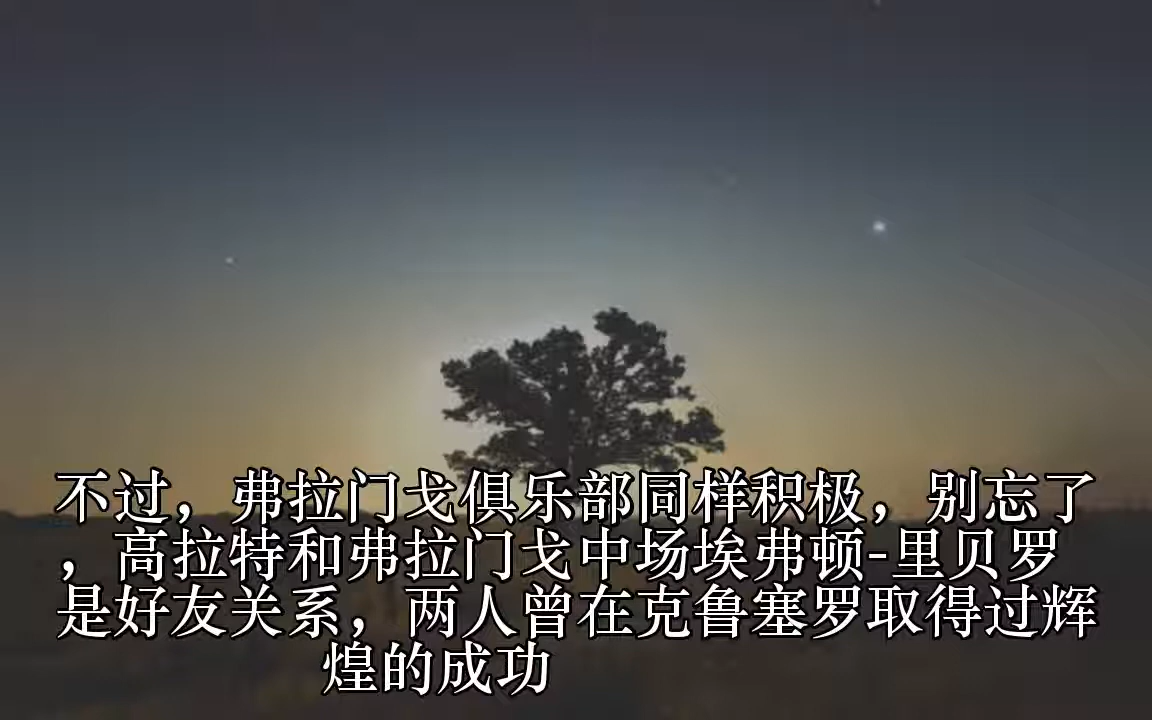 不过，弗拉门戈俱乐部同样积极，别忘了
，高拉特和弗拉门戈中场埃弗顿-里贝罗
是好友关系，两人曾在克鲁塞罗取得过辉
煌的成功